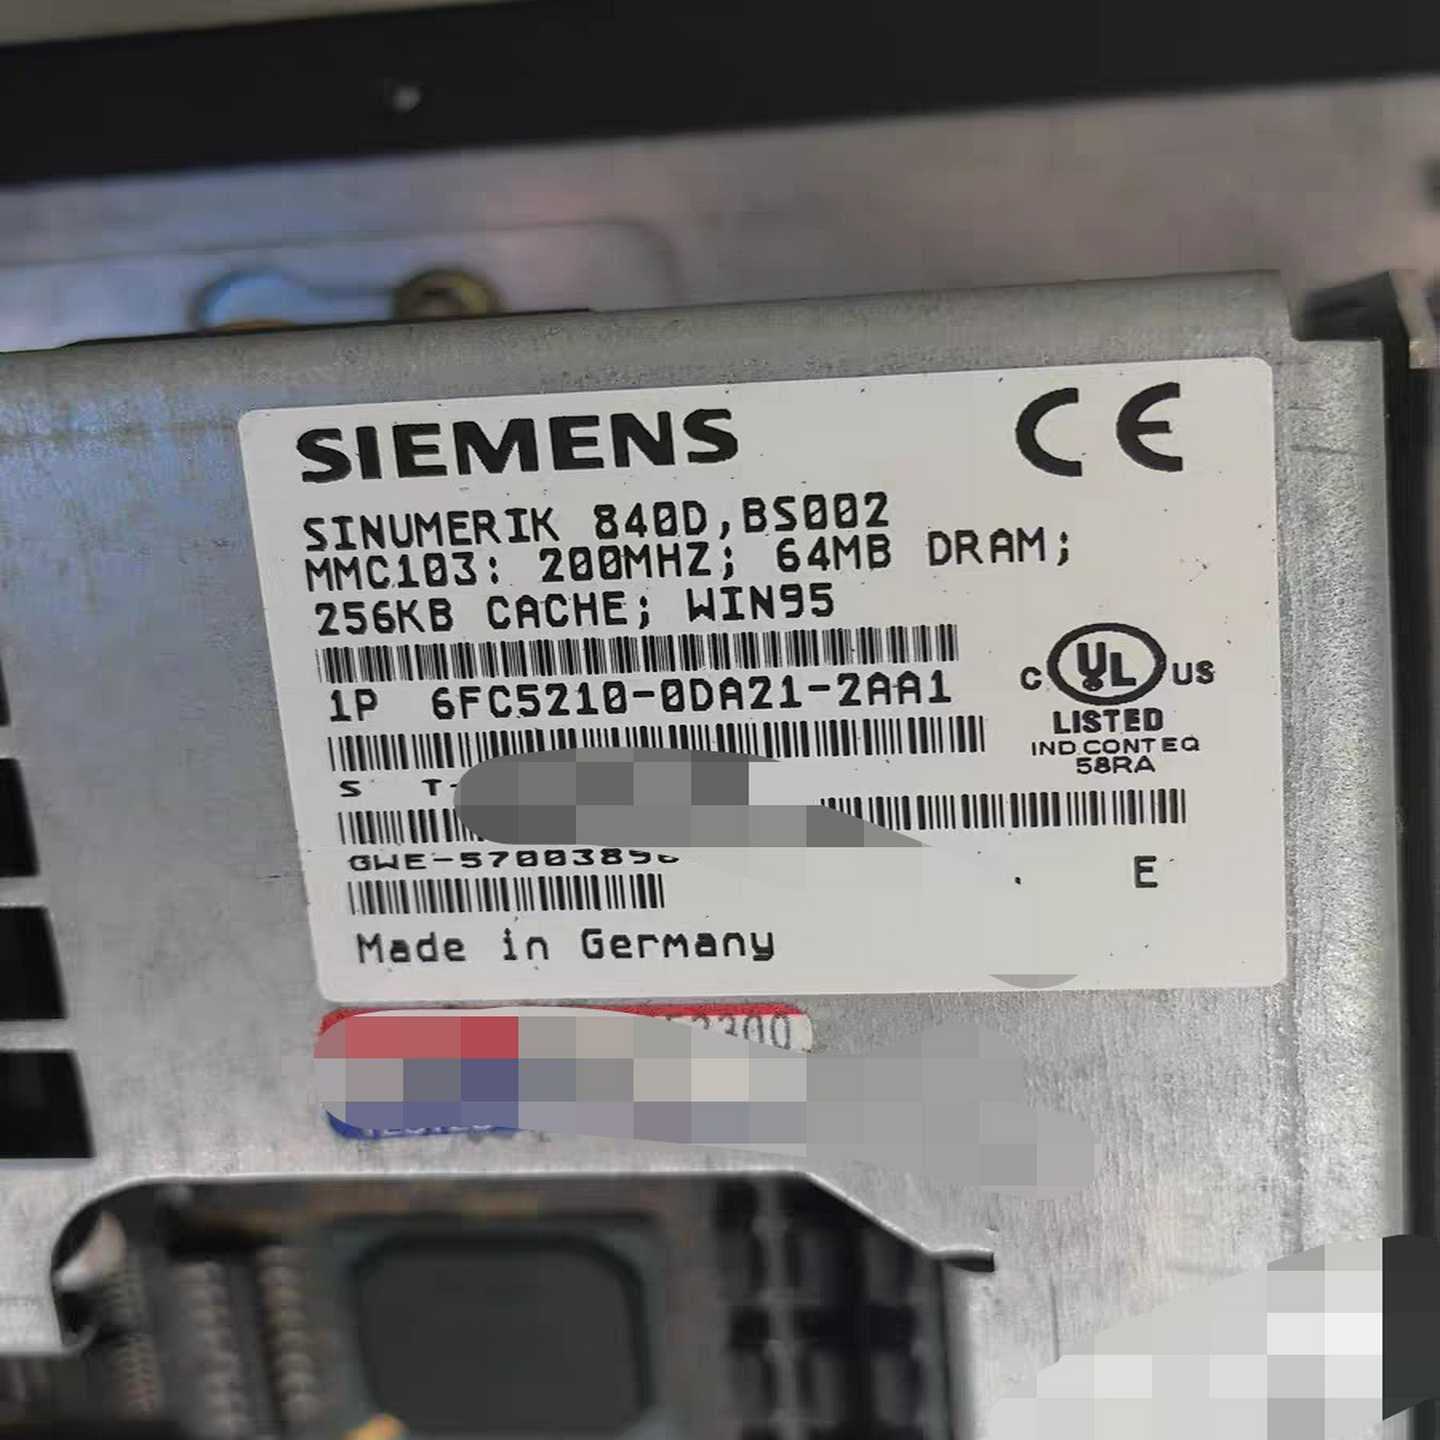 SIEMENS
CE
SINUMERIK 840D,BS002
MMC103: 200MHZ; 64MB DRAM;
256KB CACHE; WIN95
1P 6FC5210-0DA21-2AA1
C UL US
LISTED
IND.CONT EQ
58RA
S T-
E
Made in Germany